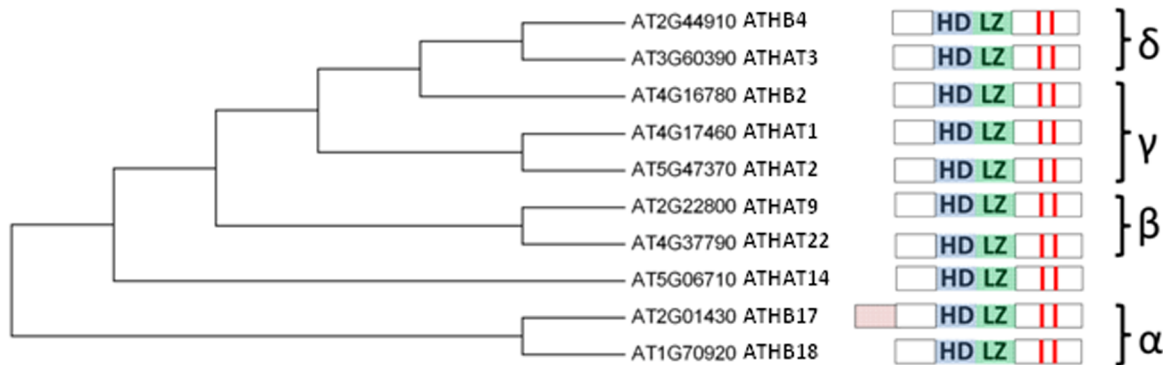 AT2G44910 ATHB4 HD LZ
AT3G60390 ATHAT3 HD LZ
δ
AT4G16780 ATHB2 HD LZ
AT4G17460 ATHAT1 HD LZ
γ
AT5G47370 ATHAT2 HD LZ
AT2G22800 ATHAT9 HD LZ
β
AT4G37790 ATHAT22 HD LZ
AT5G06710 ATHAT14 HD LZ
AT2G01430 ATHB17 HD LZ
α
AT1G70920 ATHB18 HD LZ